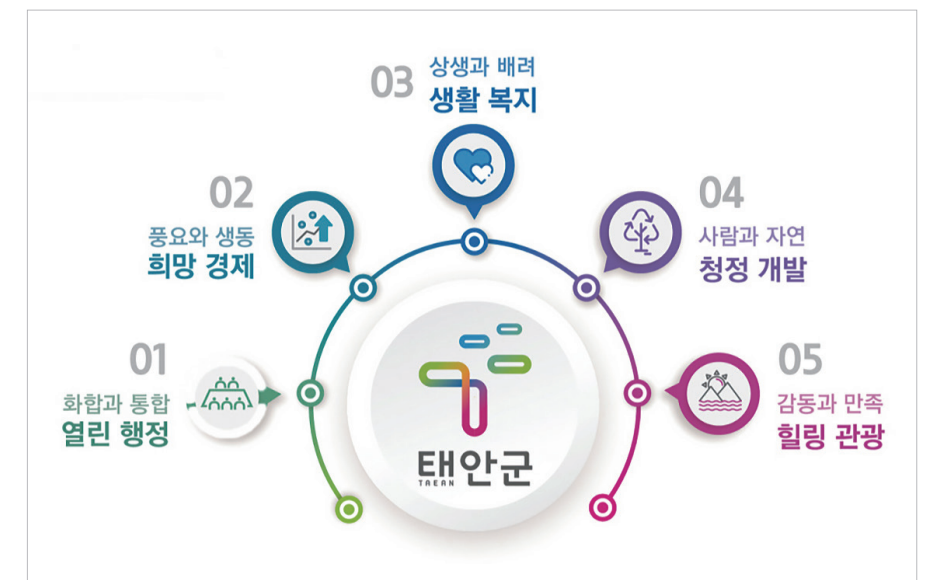 01
화합과 통합
열린 행정
02
풍요와 생동
희망 경제
03
상생과 배려
생활 복지
04
사람과 자연
청정 개발
05
감동과 만족
힐링 관광
태안군
TAEAN